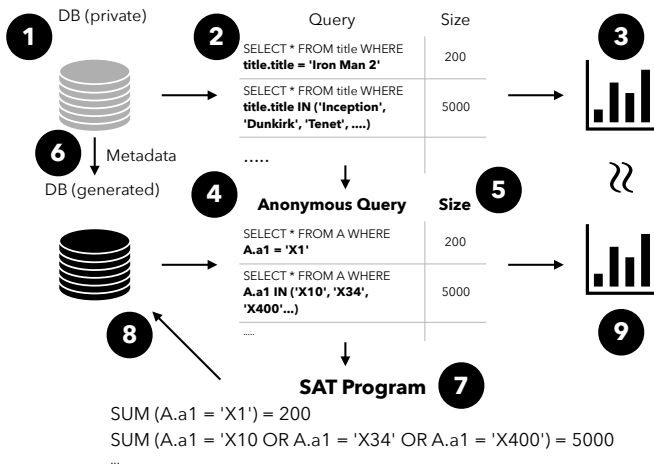 DB (private)
Query
Size
1
2
3
SELECT * FROM title WHERE
title.title = 'Iron Man 2'
200
SELECT * FROM title WHERE
title.title IN ('Inception',
'Dunkirk', 'Tenet', ....)
5000
.....
6
Metadata
DB (generated)
4
Anonymous Query
Size
5
SELECT * FROM A WHERE
A.a1 = 'X1'
200
SELECT * FROM A WHERE
A.a1 IN ('X10', 'X34',
'X400'...)
5000
.....
8
9
SAT Program
7
SUM (A.a1 = 'X1') = 200
SUM (A.a1 = 'X10 OR A.a1 = 'X34' OR A.a1 = 'X400') = 5000
...